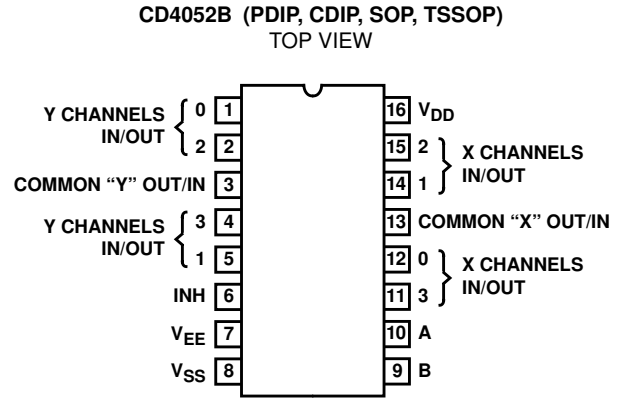 CD4052B (PDIP, CDIP, SOP, TSSOP)
TOP VIEW
Y CHANNELS
IN/OUT
0 1
2 2
16 VDD
15 2
14 1
X CHANNELS
IN/OUT
COMMON “Y” OUT/IN 3
Y CHANNELS
IN/OUT
3 4
1 5
13 COMMON “X” OUT/IN
12 0
11 3
X CHANNELS
IN/OUT
INH 6
VEE 7
VSS 8
10 A
9 B